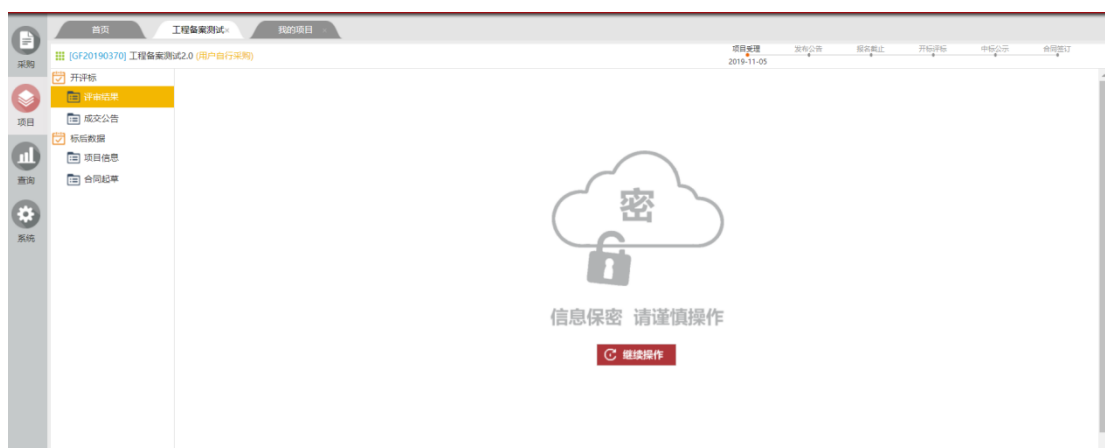 首页
工程备案测试×
我的项目 ×
采购
[GF20190370] 工程备案测试2.0 (用户自行采购)
项目受理
发布公告
报名截止
开标评标
中标公示
合同签订
2019-11-05
开评标
评审结果
项目
成交公告
标后数据
项目信息
查询
合同起草
系统
密
信息保密 请谨慎操作
继续操作